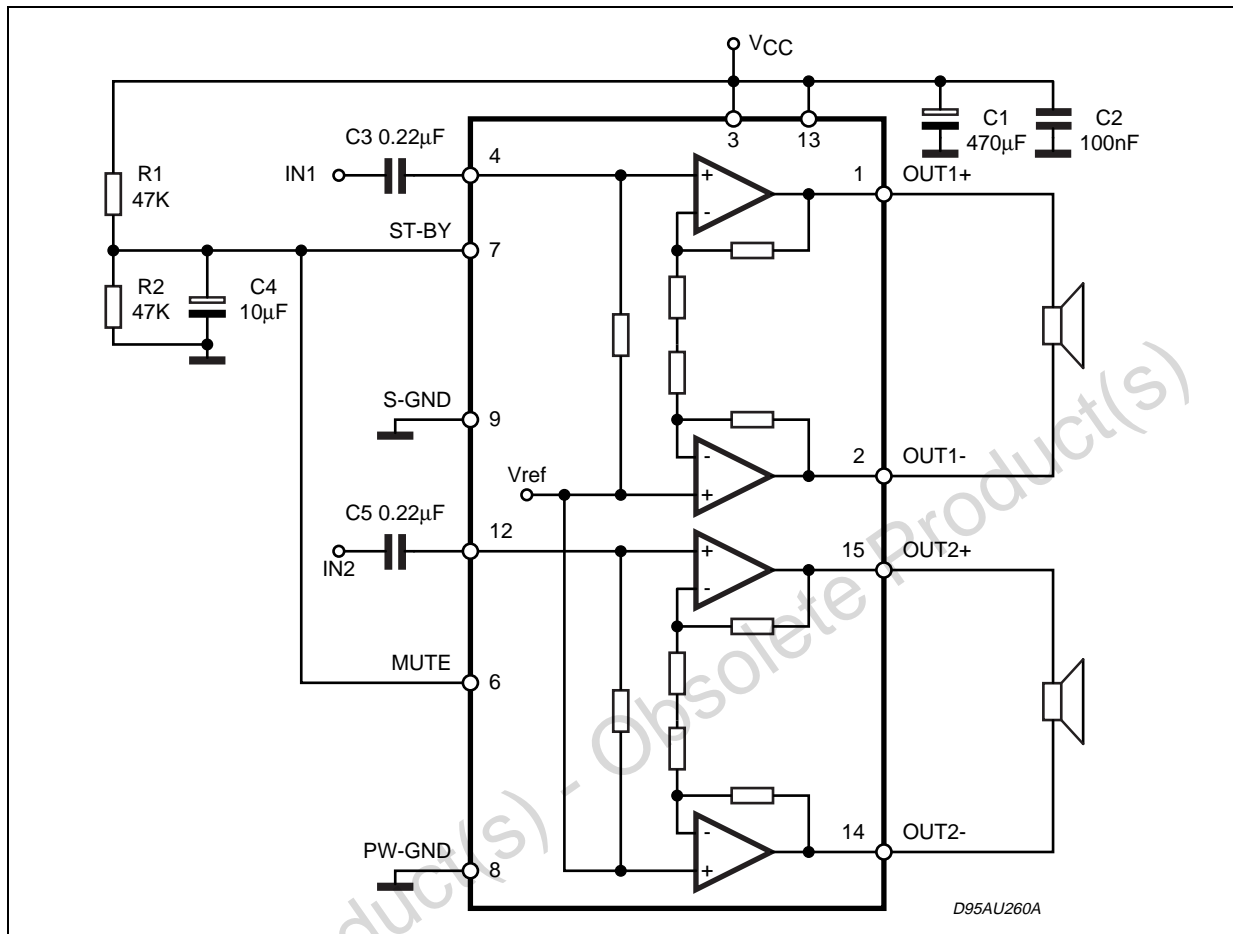 VCC
C3 0.22μF
4
3
13
C1
470μF
C2
100nF
IN1
+
-
1
OUT1+
R1
47K
ST-BY
7
R2
47K
C4
10μF
S-GND
9
-
+
2
OUT1-
Vref
C5 0.22μF
12
IN2
+
-
15
OUT2+
MUTE
6
-
+
14
OUT2-
PW-GND
8
D95AU260A
duct(s) - Obsolete Product(s)